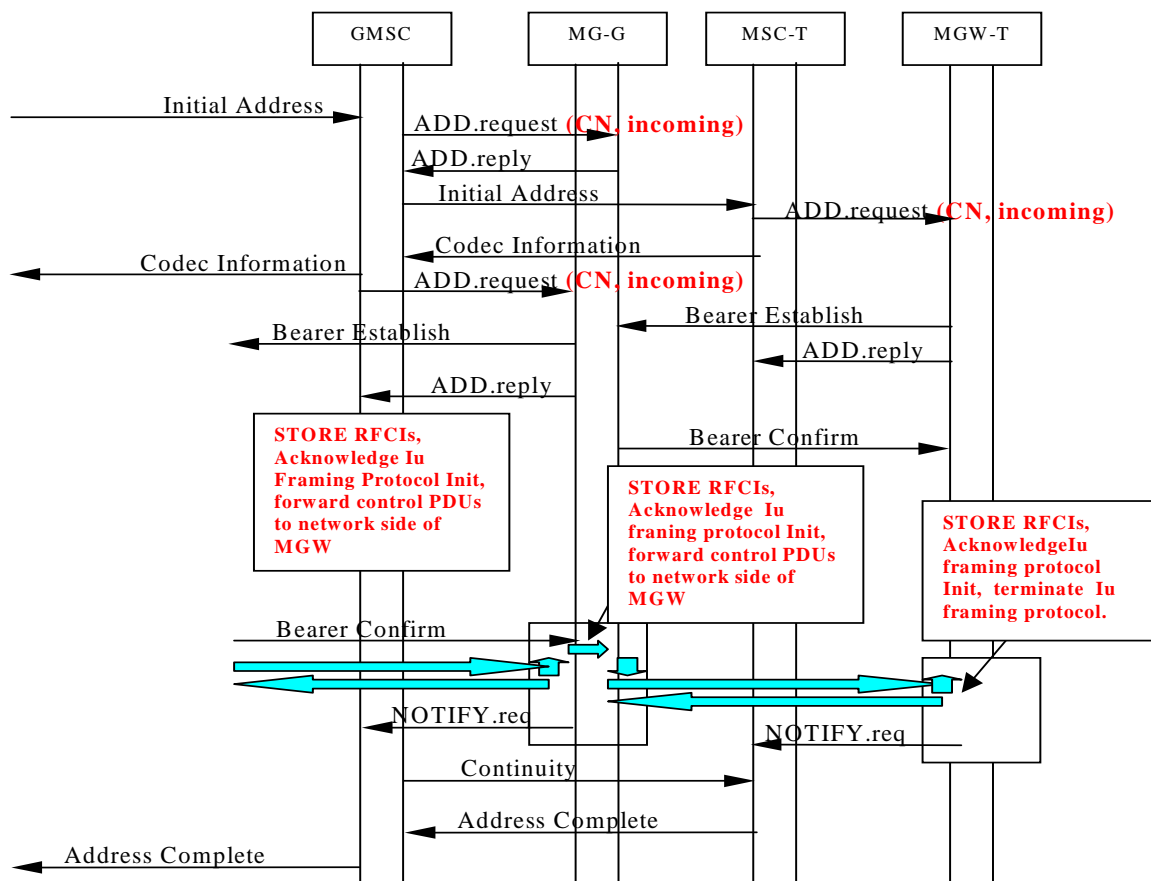 GMSC
MG-G
MSC-T
MGW-T
Initial Address
ADD.request (CN, incoming)
ADD.reply
Initial Address
ADD.request (CN, incoming)
Codec Information
Codec Information
ADD.request (CN, incoming)
Bearer Establish
Bearer Establish
ADD.reply
ADD.reply
Bearer Confirm
STORE RFCIs,
Acknowledge Iu
Framing Protocol Init,
forward control PDUs
to network side of
MGW
STORE RFCIs,
Acknowledge Iu
franing protocol Init,
forward control PDUs
to network side of
MGW
STORE RFCIs,
AcknowledgeIu
framing protocol
Init, terminate Iu
framing protocol.
Bearer Confirm
NOTIFY.req
NOTIFY.req
Continuity
Address Complete
Address Complete